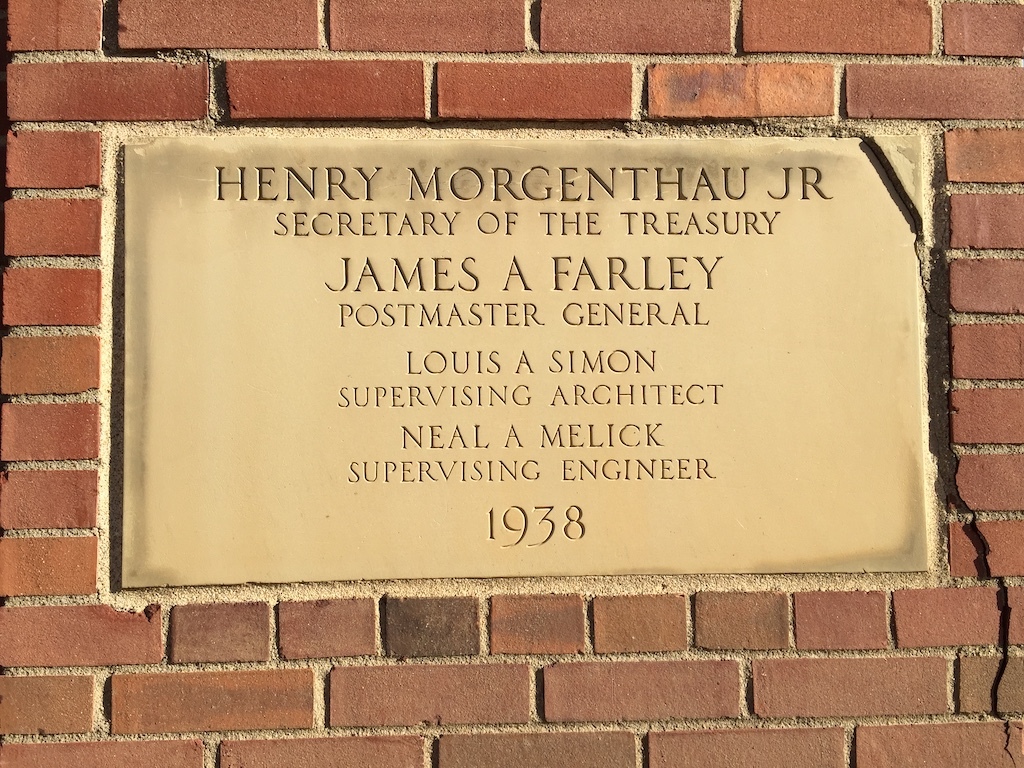 HENRY MORGENTHAU JR
SECRETARY OF THE TREASURY
JAMES A FARLEY
POSTMASTER GENERAL
LOUIS A SIMON
SUPERVISING ARCHITECT
NEAL A MELICK
SUPERVISING ENGINEER
1938